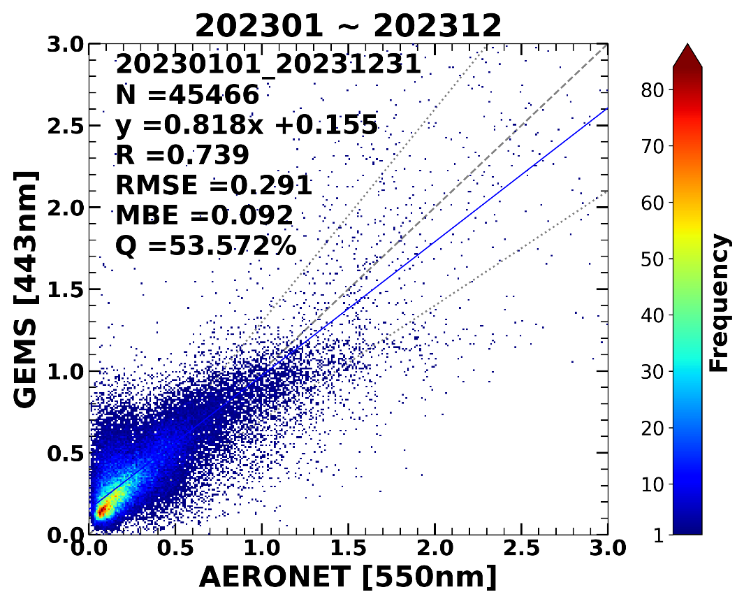 202301 ~ 202312
20230101_20231231
N =45466
y =0.818x +0.155
R =0.739
RMSE =0.291
MBE =0.092
Q =53.572%
3.0
2.5
2.0
1.5
1.0
0.5
0.0
0.0 0.5 1.0 1.5 2.0 2.5 3.0
GEMS [443nm]
AERONET [550nm]
80
70
60
50
40
30
20
10
1
Frequency